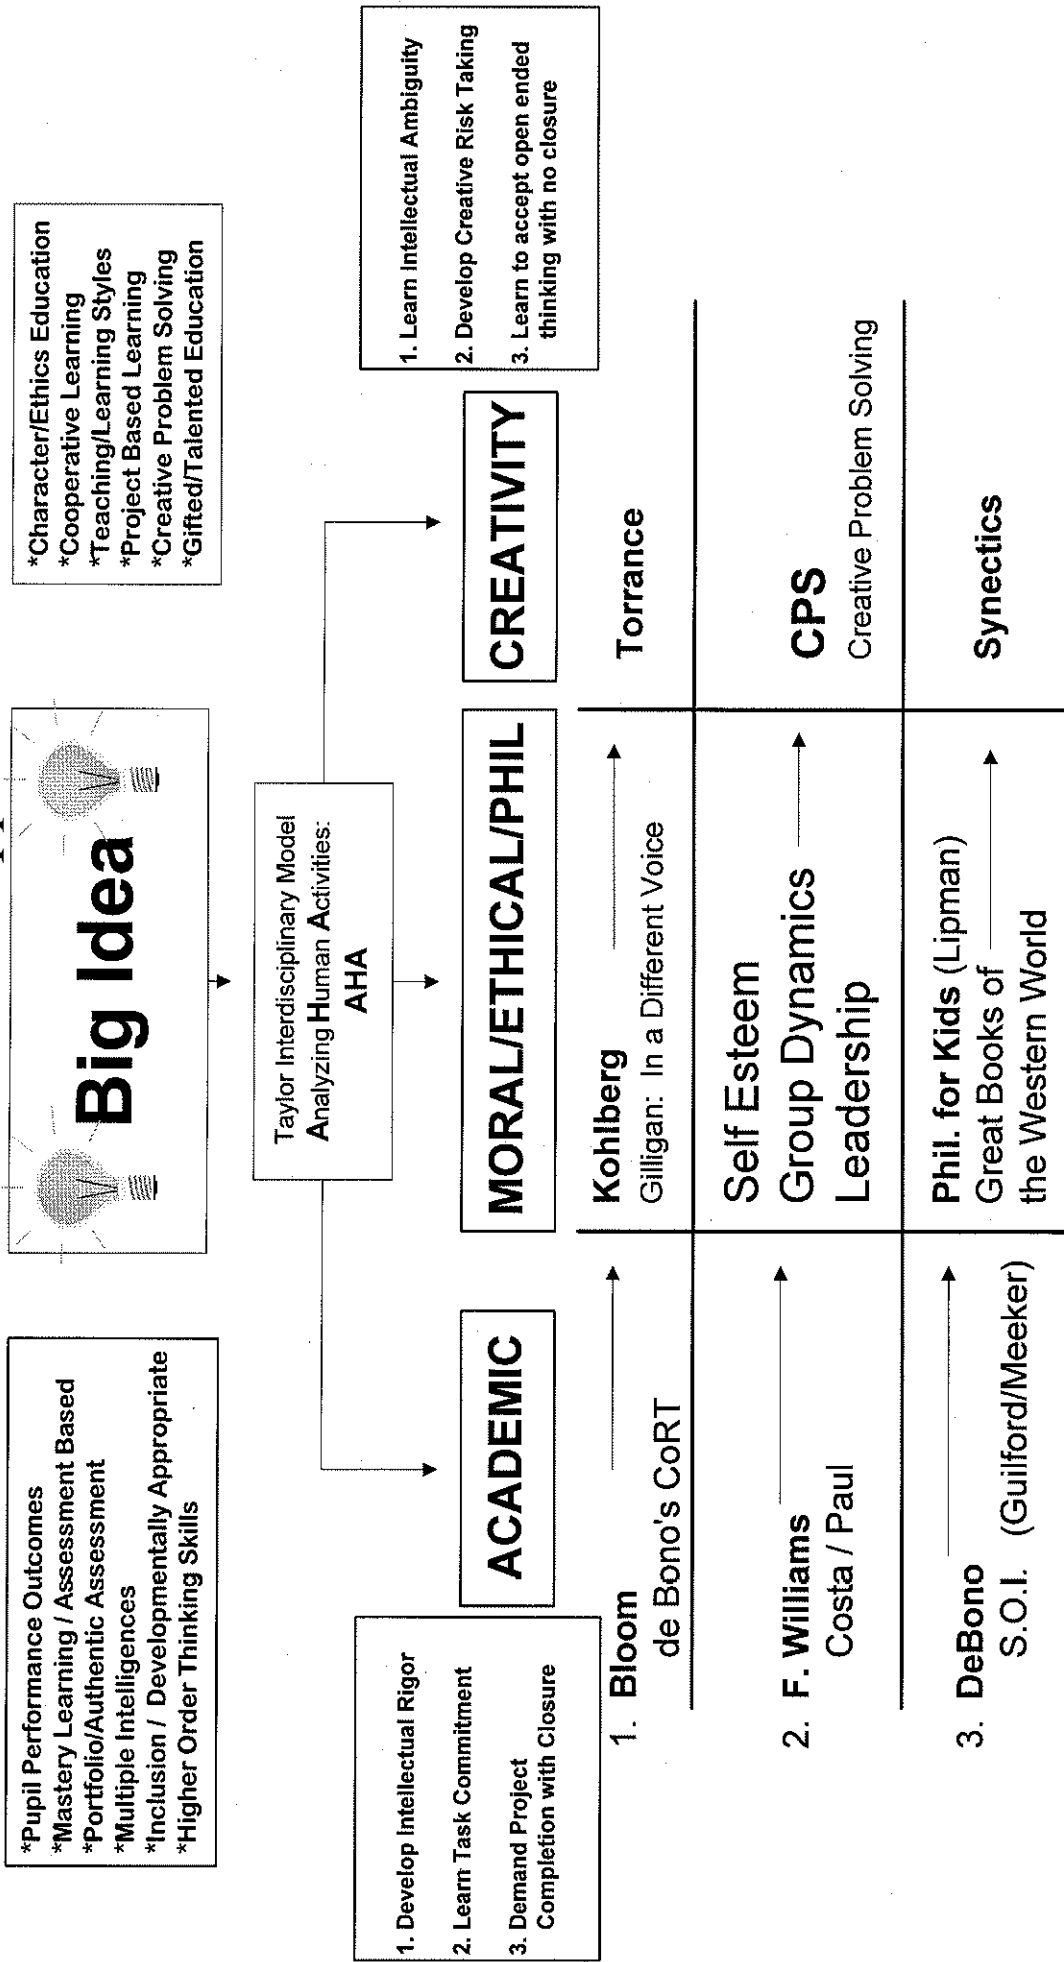 *Pupil Performance Outcomes
*Mastery Learning / Assessment Based
*Portfolio/Authentic Assessment
*Multiple Intelligences
*Inclusion / Developmentally Appropriate
*Higher Order Thinking Skills
Big Idea
*Character/Ethics Education
*Cooperative Learning
*Teaching/Learning Styles
*Project Based Learning
*Creative Problem Solving
*Gifted/Talented Education
Taylor Interdisciplinary Model
Analyzing Human Activities:
AHA
1. Develop Intellectual Rigor
2. Learn Task Commitment
3. Demand Project
Completion with Closure
ACADEMIC
MORAL/ETHICAL/PHIL
CREATIVITY
1. Learn Intellectual Ambiguity
2. Develop Creative Risk Taking
3. Learn to accept open ended
thinking with no closure
1. Bloom
de Bono's CoRT
Kohlberg
Gilligan: In a Different Voice
Torrance
2. F. Williams
Costa / Paul
Self Esteem
Group Dynamics
Leadership
CPS
Creative Problem Solving
3. DeBono
S.O.I. (Guilford/Meeker)
Phil. for Kids (Lipman)
Great Books of
the Western World
Synectics